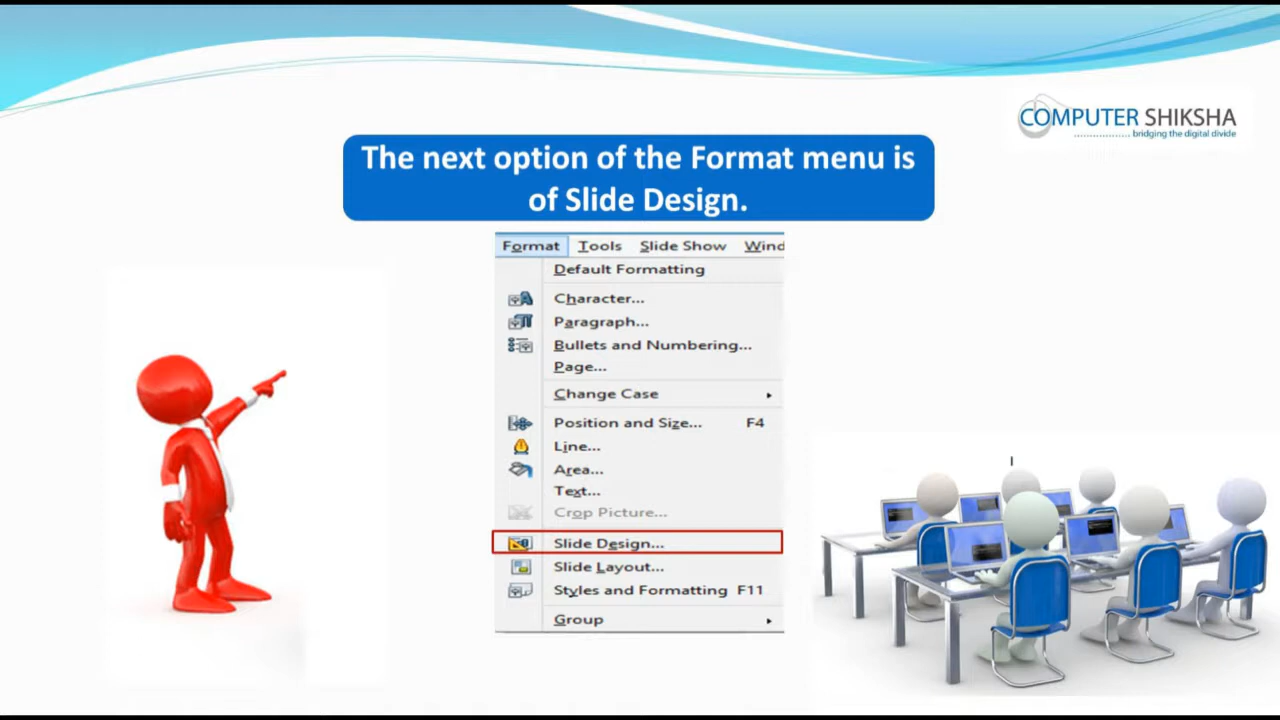 COMPUTER SHIKSHA
bridging the digital divide
The next option of the Format menu is
of Slide Design.
Format Tools Slide Show Wind
Default Formatting
Character...
Paragraph...
Bullets and Numbering...
Page...
Change Case
Position and Size... F4
Line...
Area...
Text...
Crop Picture...
Slide Design...
Slide Layout...
Styles and Formatting F11
Group